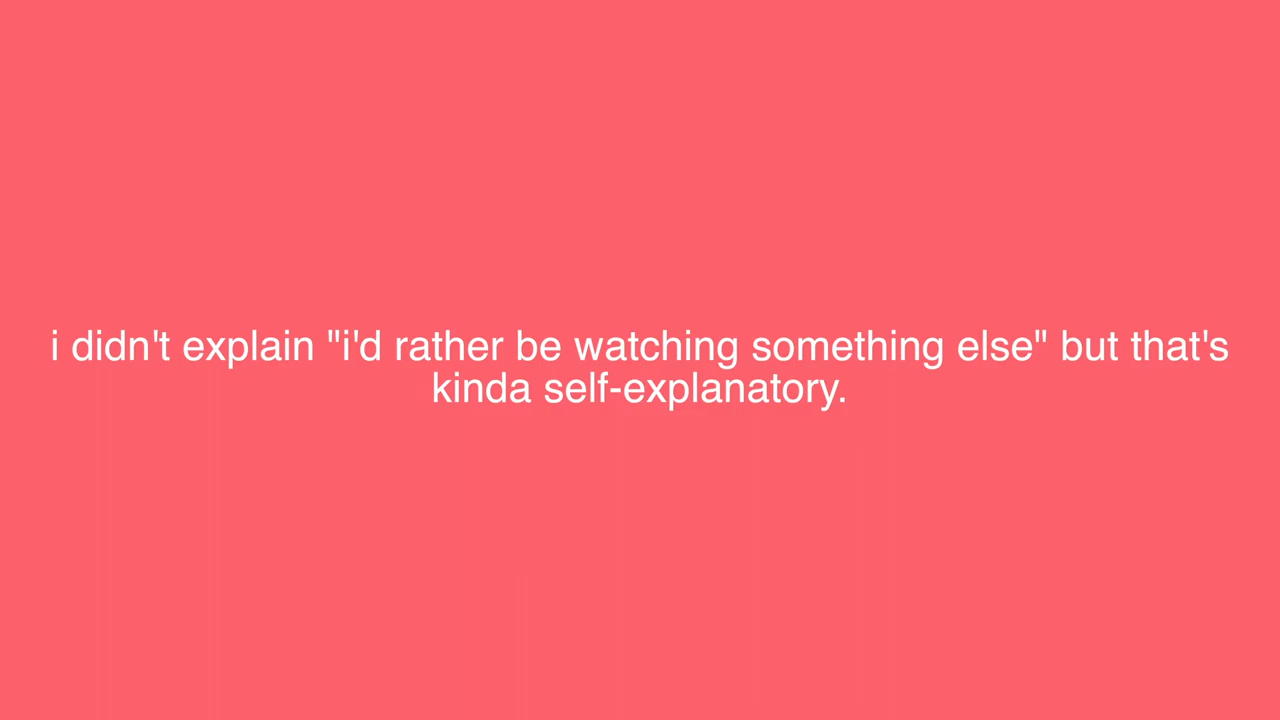 i didn't explain "i'd rather be watching something else" but that's
kinda self-explanatory.